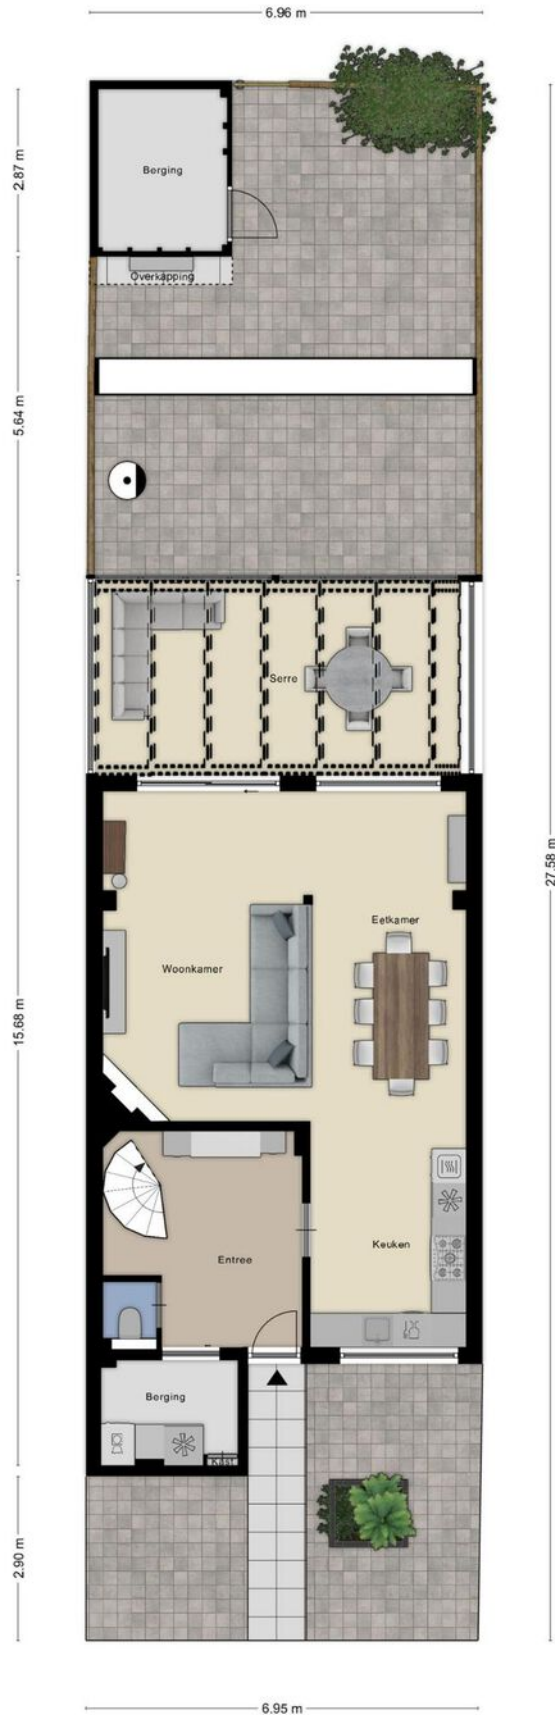 6.96 m
2.87 m
Berging
Overkapping
5.64 m
Serre
27.58 m
Eetkamer
Woonkamer
15.68 m
Keuken
Entree
Berging
Kast
2.90 m
6.95 m